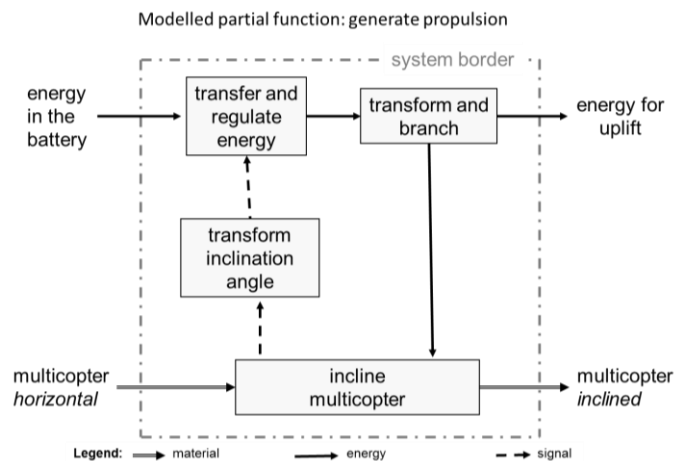 Modelled partial function: generate propulsion
system border
energy
in the
battery
transfer and
regulate
energy
transform and
branch
energy for
uplift
transform
inclination
angle
multicopter
horizontal
incline
multicopter
multicopter
inclined
Legend: material energy signal